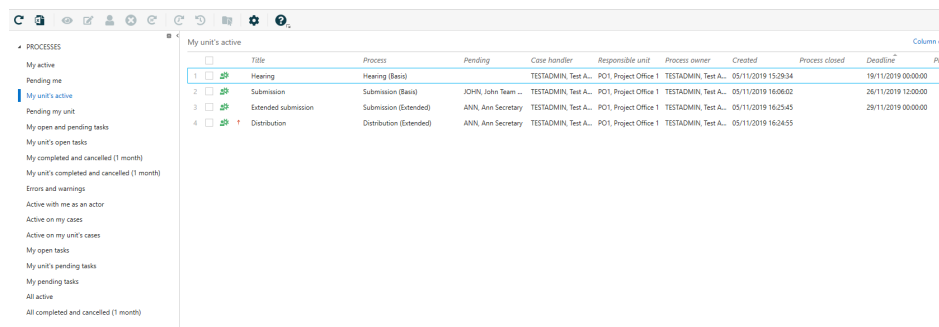 My unit's active
Column
PROCESSES
My active
Pending me
My unit's active
Pending my unit
My open and pending tasks
My unit's open tasks
My completed and cancelled (1 month)
My unit's completed and cancelled (1 month)
Errors and warnings
Active with me as an actor
Active on my cases
Active on my unit's cases
My open tasks
My unit's pending tasks
My pending tasks
All active
All completed and cancelled (1 month)
Title Process Pending Case handler Responsible unit Process owner Created Process closed Deadline P
1 Hearing Hearing (Basis) TESTADMIN, Test A... PO1, Project Office 1 TESTADMIN, Test A... 05/11/2019 15:29:34 19/11/2019 00:00:00
2 Submission Submission (Basis) JOHN, John Team ... TESTADMIN, Test A... PO1, Project Office 1 TESTADMIN, Test A... 05/11/2019 16:06:02 26/11/2019 12:00:00
3 Extended submission Submission (Extended) ANN, Ann Secretary TESTADMIN, Test A... PO1, Project Office 1 TESTADMIN, Test A... 05/11/2019 16:25:45 29/11/2019 00:00:00
4 Distribution Distribution (Extended) ANN, Ann Secretary TESTADMIN, Test A... PO1, Project Office 1 TESTADMIN, Test A... 05/11/2019 16:24:55